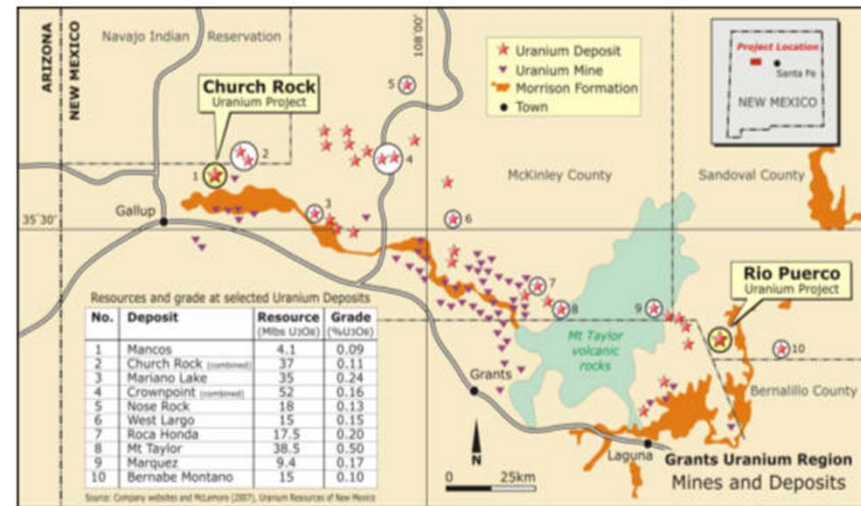 Navajo Indian Reservation
ARIZONA
NEW MEXICO
108°00'
Church Rock
Uranium Project
Uranium Deposit
Uranium Mine
Morrison Formation
Town
Project Location
Santa Fe
NEW MEXICO
5
2
1
4
McKinley County
Sandoval County
3
Gallup
35°30'
6
7
8
9
Rio Puerco
Uranium Project
10
Mt Taylor
volcanic
rocks
Grants
Bernalillo County
Laguna
N
0 25km
Grants Uranium Region
Mines and Deposits
Resources and grade at selected Uranium Deposits
No. Deposit Resource Grade
(Mlbs U3O8) (%U3O8)
1 Mancos 4.1 0.09
2 Church Rock (combined) 37 0.11
3 Mariano Lake 35 0.24
4 Crownpoint (combined) 52 0.16
5 Nose Rock 18 0.13
6 West Largo 15 0.15
7 Roca Honda 17.5 0.20
8 Mt Taylor 38.5 0.50
9 Marquez 9.4 0.17
10 Bernabe Montano 15 0.10
Source: Company websites and McLemore (2007), Uranium Resources of New Mexico